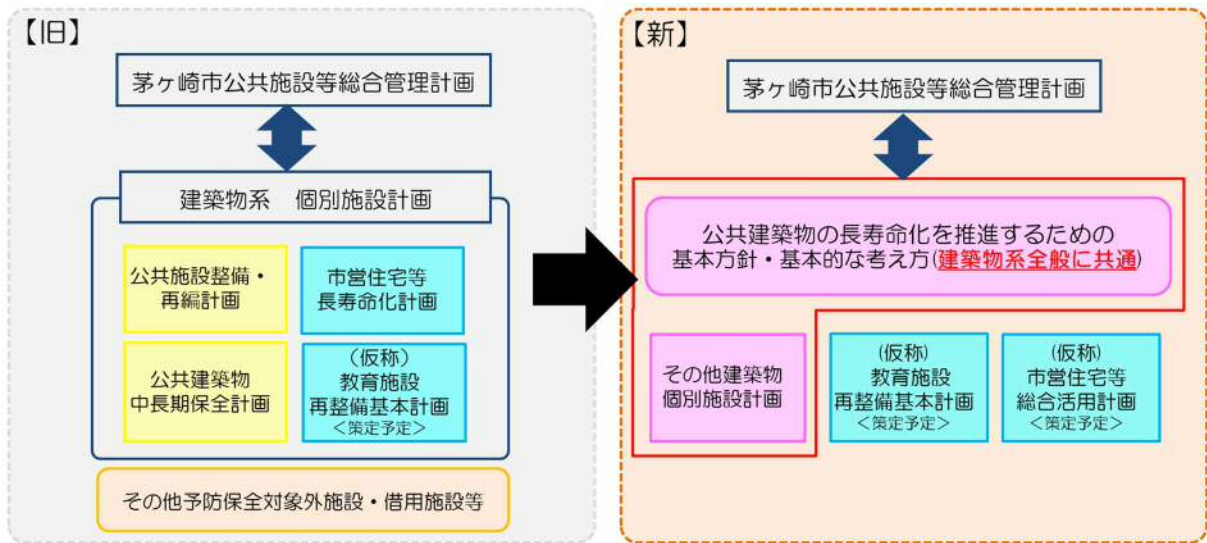 【旧】
茅ヶ崎市公共施設等総合管理計画
建築物系　個別施設計画
公共施設整備・
再編計画
市営住宅等
長寿命化計画
公共建築物
中長期保全計画
（仮称）
教育施設
再整備基本計画
＜策定予定＞
その他予防保全対象外施設・借用施設等
【新】
茅ヶ崎市公共施設等総合管理計画
公共建築物の長寿命化を推進するための
基本方針・基本的な考え方(建築物系全般に共通)
その他建築物
個別施設計画
(仮称)
教育施設
再整備基本計画
＜策定予定＞
(仮称)
市営住宅等
総合活用計画
＜策定予定＞